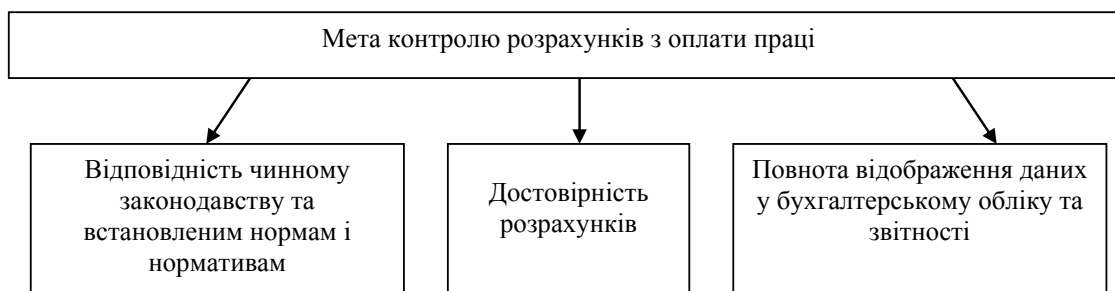 Мета контролю розрахунків з оплати праці
Відповідність чинному
законодавству та
встановленим нормам і
нормативам
Достовірність
розрахунків
Повнота відображення даних
у бухгалтерському обліку та
звітності